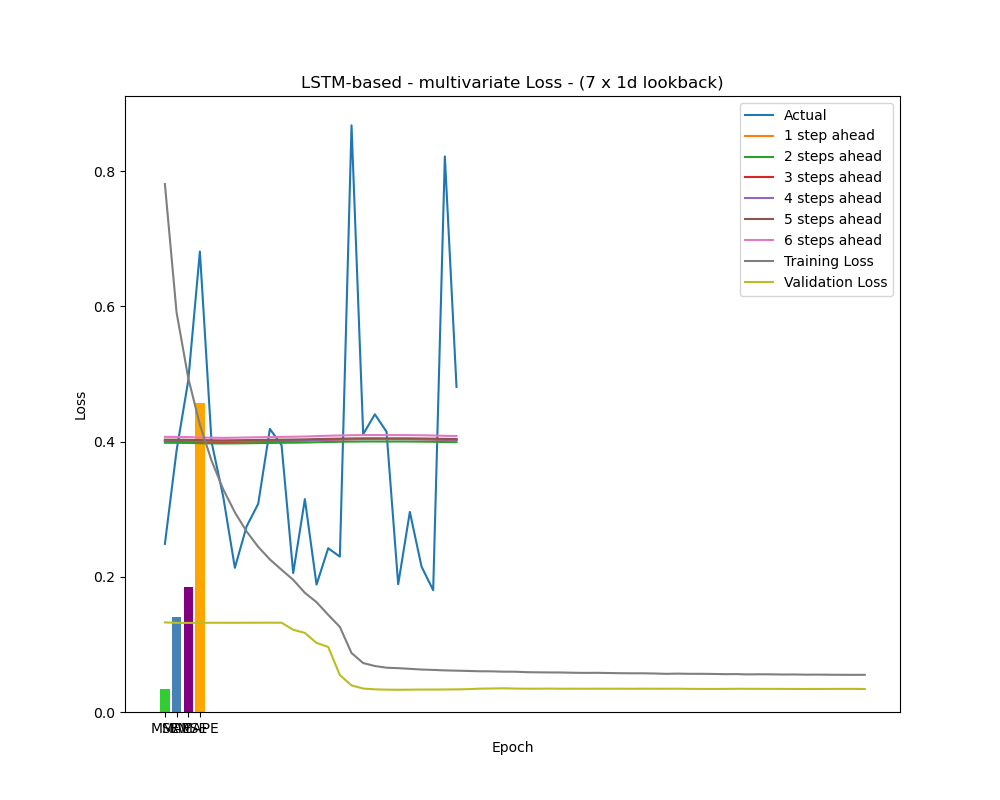 LSTM-based - multivariate Loss - (7 x 1d lookback)
Actual
1 step ahead
2 steps ahead
3 steps ahead
4 steps ahead
5 steps ahead
6 steps ahead
Training Loss
Validation Loss
Loss
0.8
0.6
0.4
0.2
0.0
Epoch